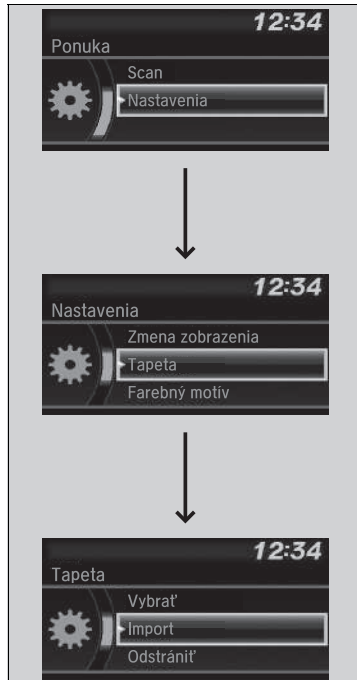 12:34
Ponuka
Scan
Nastavenia
12:34
Nastavenia
Zmena zobrazenia
Tapeta
Farebný motív
12:34
Tapeta
Vybrať
Import
Odstrániť